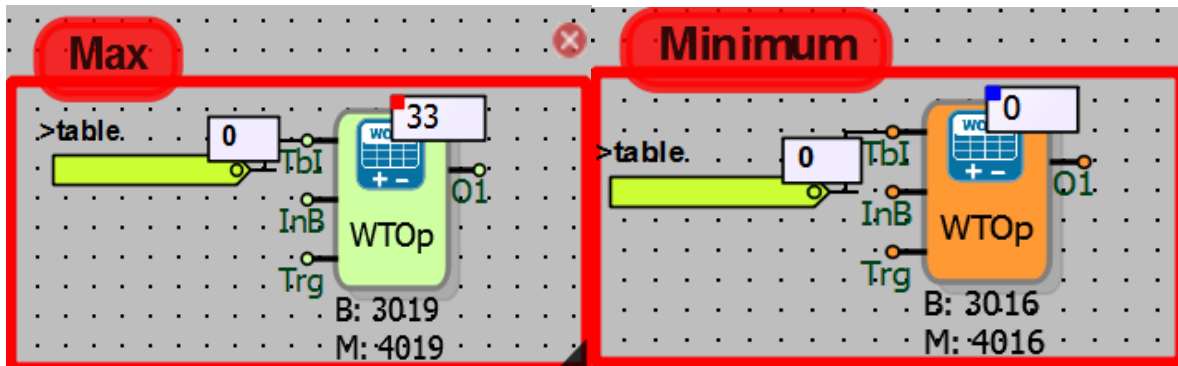 Max
>table.
0
33
WO
TbI
O1
InB
WTOp
Trg
B: 3019
M: 4019
Minimum
>table.
0
0
WO
TbI
O1
InB
WTOp
Trg
B: 3016
M: 4016